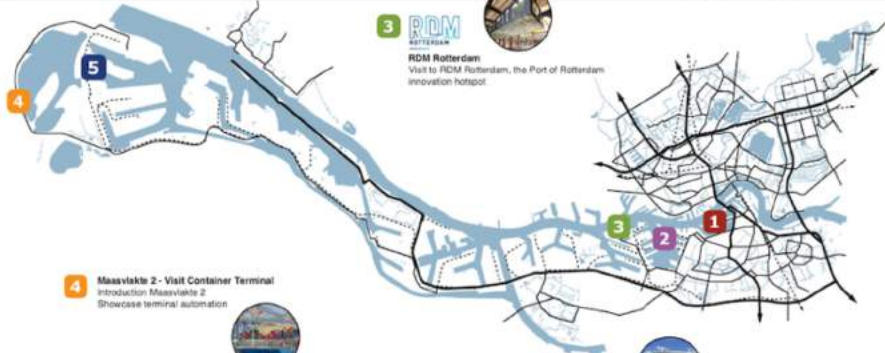 3
RDM
ROTTERDAM
RDM Rotterdam
Visit to RDM Rotterdam, the Port of Rotterdam
innovation hotspot
5
4
3
2
1
4
Maasvlakte 2 - Visit Container Terminal
Introduction Maasvlakte 2
Showcase terminal automation